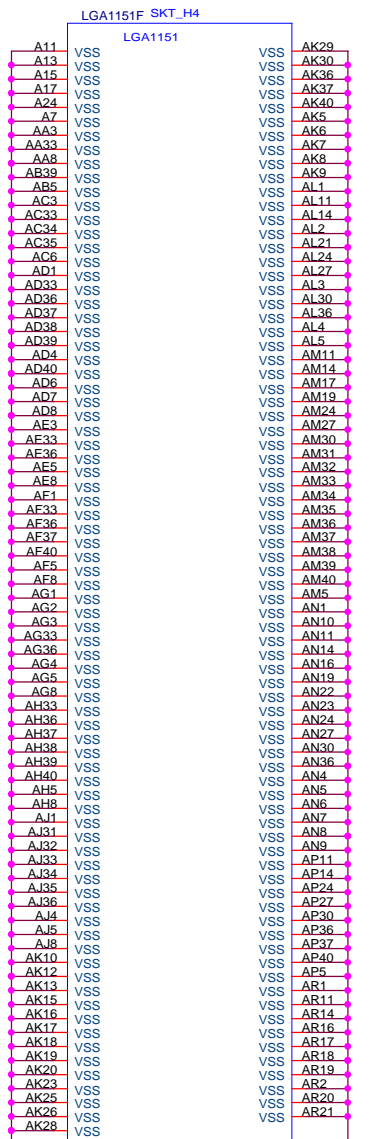 LGA1151F SKT_H4
LGA1151
A11 VSS VSS AK29
A13 VSS VSS AK30
A15 VSS VSS AK36
A17 VSS VSS AK37
A24 VSS VSS AK40
A7 VSS VSS AK5
AA3 VSS VSS AK6
AA33 VSS VSS AK7
AA8 VSS VSS AK8
AB39 VSS VSS AK9
AB5 VSS VSS AL1
AC3 VSS VSS AL11
AC33 VSS VSS AL14
AC34 VSS VSS AL2
AC35 VSS VSS AL21
AC6 VSS VSS AL24
AD1 VSS VSS AL27
AD33 VSS VSS AL3
AD36 VSS VSS AL30
AD37 VSS VSS AL36
AD38 VSS VSS AL4
AD39 VSS VSS AL5
AD4 VSS VSS AM11
AD40 VSS VSS AM14
AD6 VSS VSS AM17
AD7 VSS VSS AM19
AD8 VSS VSS AM24
AE3 VSS VSS AM27
AE33 VSS VSS AM30
AE36 VSS VSS AM31
AE5 VSS VSS AM32
AE8 VSS VSS AM33
AF1 VSS VSS AM34
AF33 VSS VSS AM35
AF36 VSS VSS AM36
AF37 VSS VSS AM37
AF40 VSS VSS AM38
AF5 VSS VSS AM39
AF8 VSS VSS AM40
AG1 VSS VSS AM5
AG2 VSS VSS AN1
AG3 VSS VSS AN10
AG33 VSS VSS AN11
AG36 VSS VSS AN14
AG4 VSS VSS AN16
AG5 VSS VSS AN19
AG8 VSS VSS AN22
AH33 VSS VSS AN23
AH36 VSS VSS AN24
AH37 VSS VSS AN27
AH38 VSS VSS AN30
AH39 VSS VSS AN36
AH40 VSS VSS AN4
AH5 VSS VSS AN5
AH8 VSS VSS AN6
AJ1 VSS VSS AN7
AJ31 VSS VSS AN8
AJ32 VSS VSS AN9
AJ33 VSS VSS AP11
AJ34 VSS VSS AP14
AJ35 VSS VSS AP24
AJ36 VSS VSS AP27
AJ4 VSS VSS AP30
AJ5 VSS VSS AP36
AJ8 VSS VSS AP37
AK10 VSS VSS AP40
AK12 VSS VSS AP5
AK13 VSS VSS AR1
AK15 VSS VSS AR11
AK16 VSS VSS AR14
AK17 VSS VSS AR16
AK18 VSS VSS AR17
AK19 VSS VSS AR18
AK20 VSS VSS AR19
AK23 VSS VSS AR2
AK25 VSS VSS AR20
AK26 VSS VSS AR21
AK28 VSS